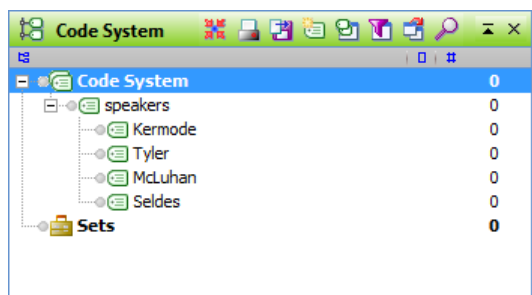 Code System
#
Code System 0
speakers 0
Kermode 0
Tyler 0
McLuhan 0
Seldes 0
Sets 0